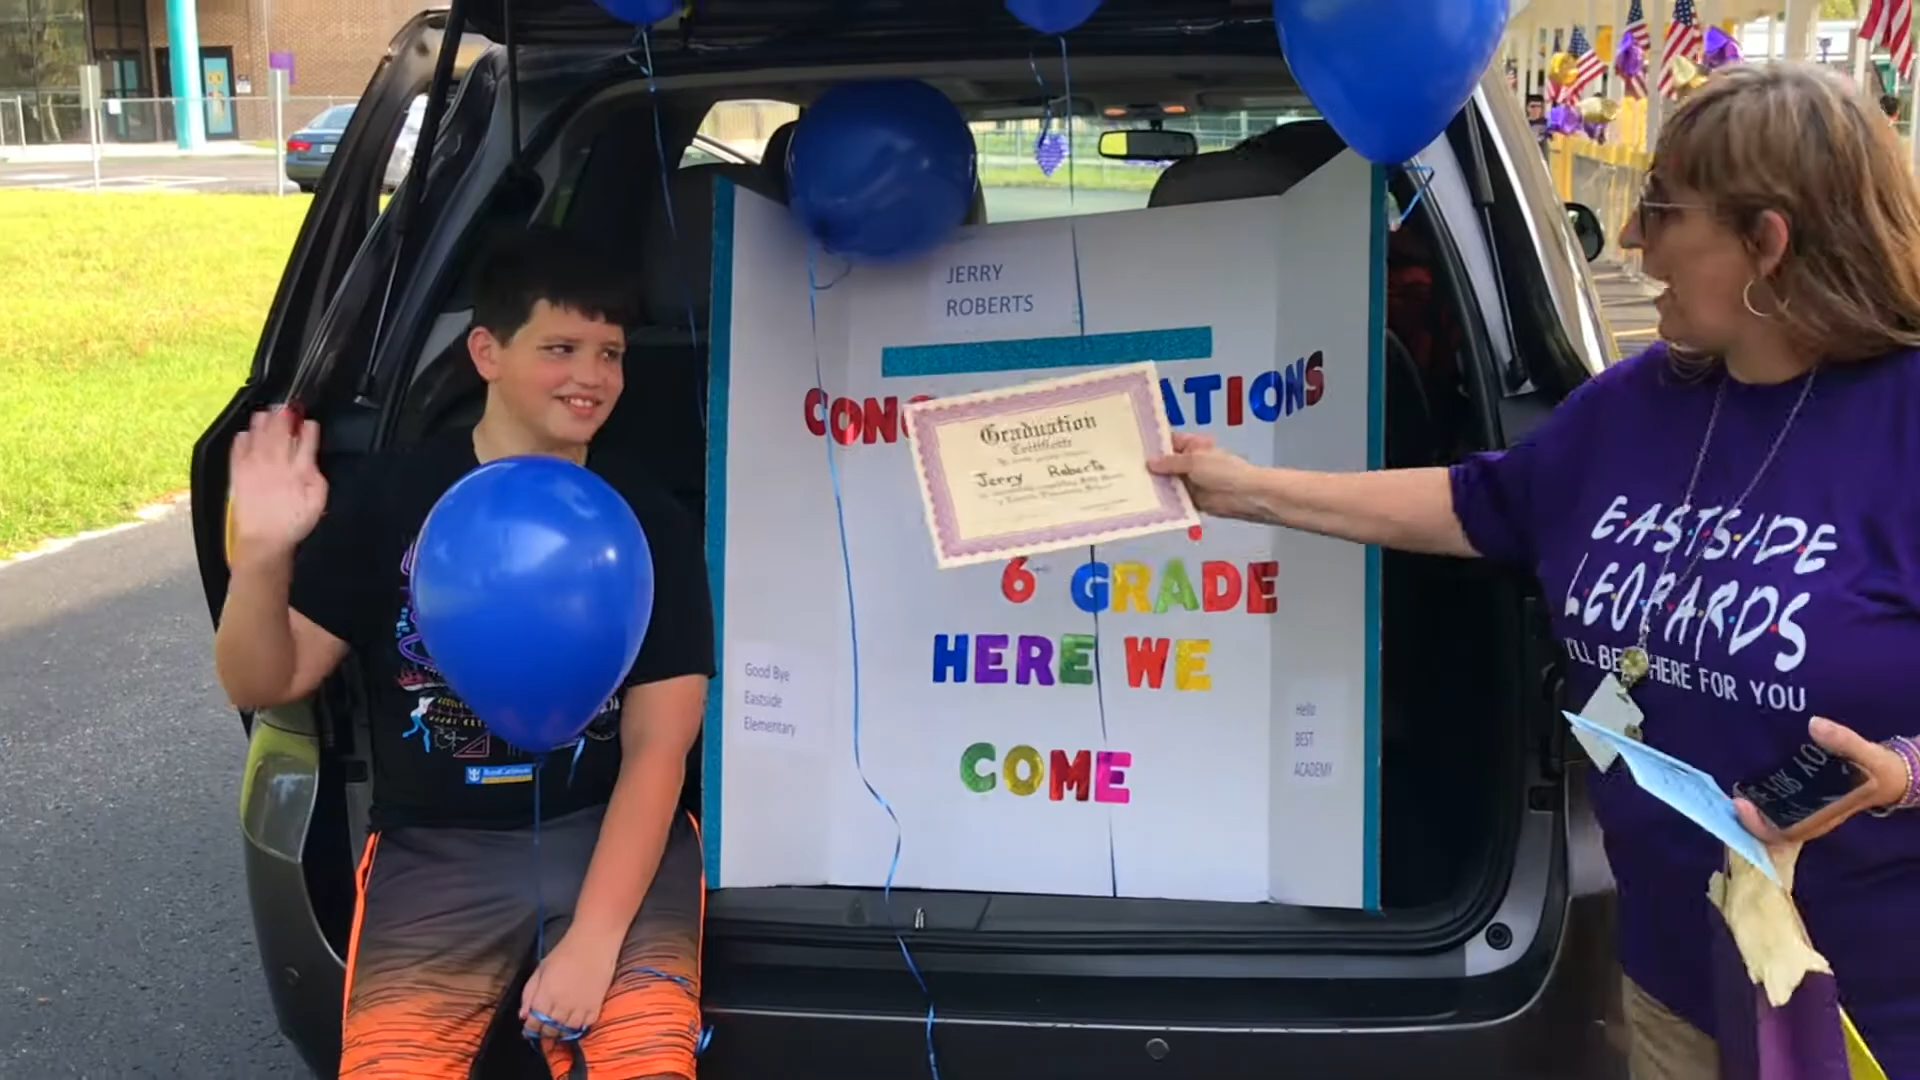 JERRY
ROBERTS
CON ATIONS
Graduation
Certificate
Jerry Roberts
6 GRADE
HERE WE
COME
Good Bye
Eastside
Elementary
Hello
BEST
ACADEMY
EASTSIDE
LEOPARDS
I'LL BE THERE FOR YOU